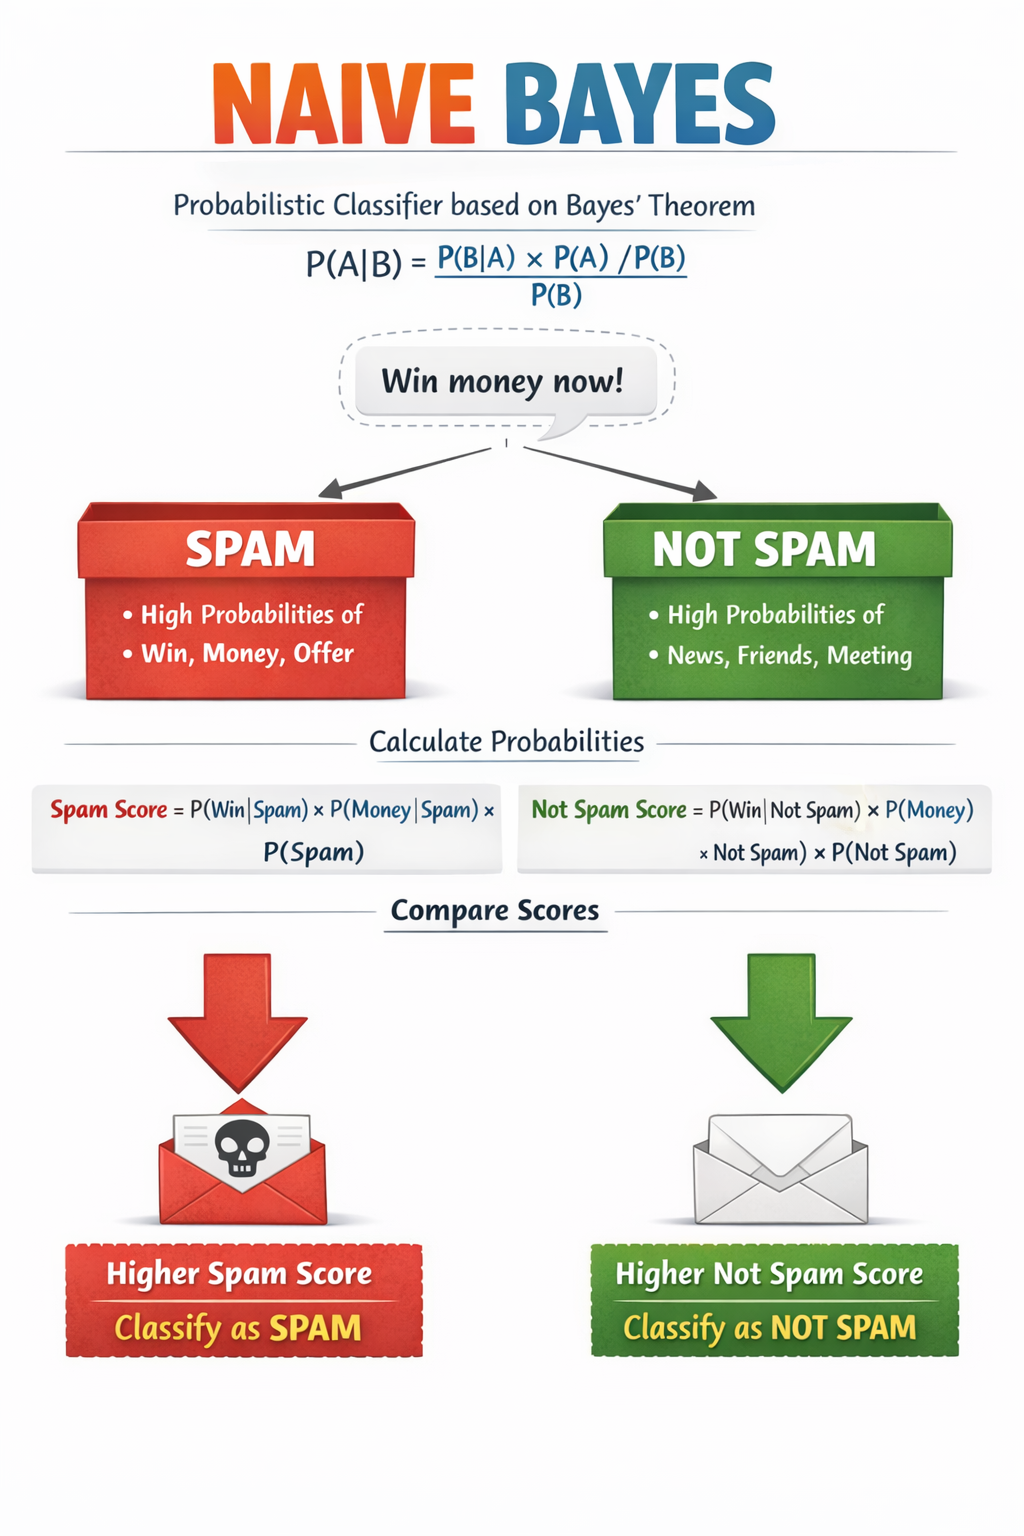 NAIVE BAYES
Probabilistic Classifier based on Bayes' Theorem
P(A|B) = P(B|A) × P(A) /P(B)
P(B)
Win money now!
SPAM
• High Probabilities of
• Win, Money, Offer
NOT SPAM
• High Probabilities of
• News, Friends, Meeting
Calculate Probabilities
Spam Score = P(Win|Spam) × P(Money|Spam) ×
P(Spam)
Not Spam Score = P(Win|Not Spam) × P(Money)
× Not Spam) × P(Not Spam)
Compare Scores
Higher Spam Score
Classify as SPAM
Higher Not Spam Score
Classify as NOT SPAM